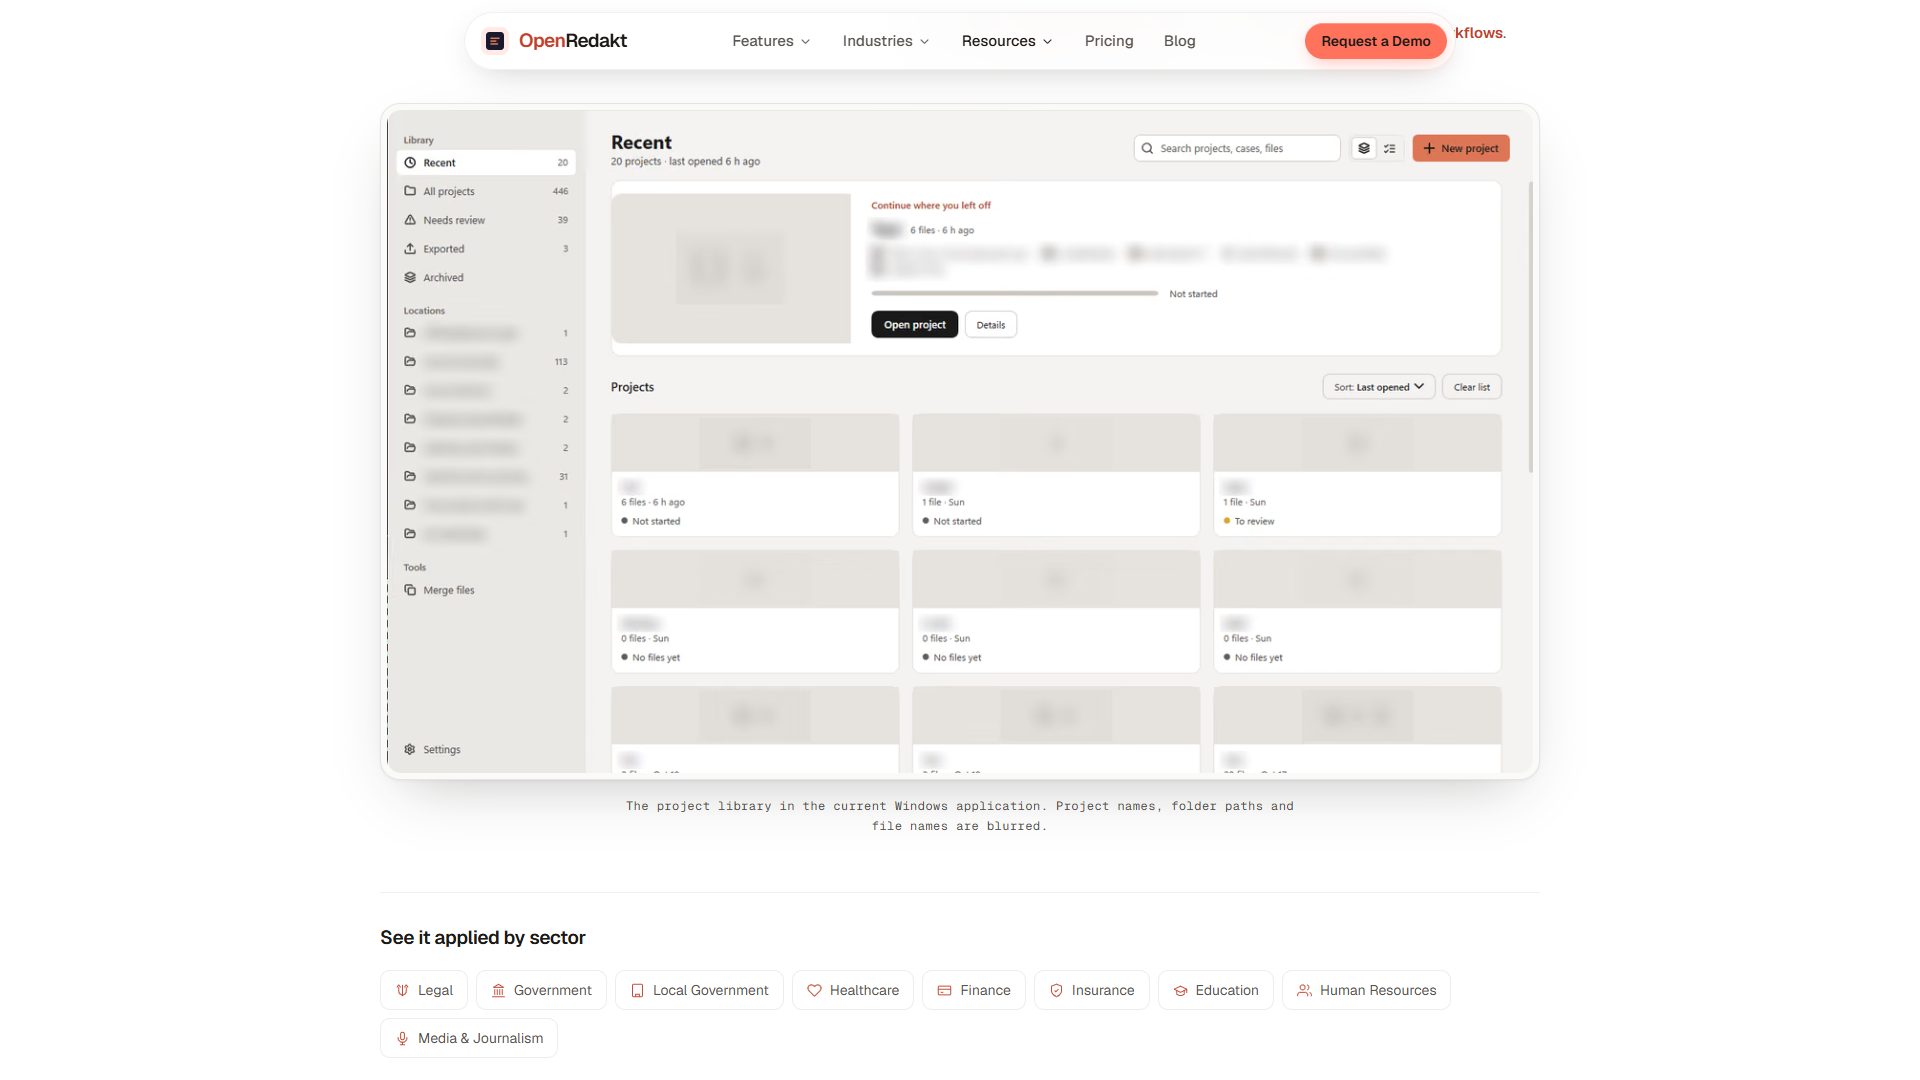 OpenRedakt
Features
Industries
Resources
Pricing
Blog
Request a Demo
kflows.
Library
Recent 20
All projects 446
Needs review 39
Exported 3
Archived
Locations
1
113
2
2
2
31
1
1
Tools
Merge files
Settings
Recent
20 projects · last opened 6 h ago
Search projects, cases, files
New project
Continue where you left off
6 files · 6 h ago
Not started
Open project
Details
Projects
Sort: Last opened
Clear list
6 files · 6 h ago
Not started
1 file · Sun
Not started
1 file · Sun
To review
0 files · Sun
No files yet
0 files · Sun
No files yet
0 files · Sun
No files yet
The project library in the current Windows application. Project names, folder paths and
file names are blurred.
See it applied by sector
Legal
Government
Local Government
Healthcare
Finance
Insurance
Education
Human Resources
Media & Journalism